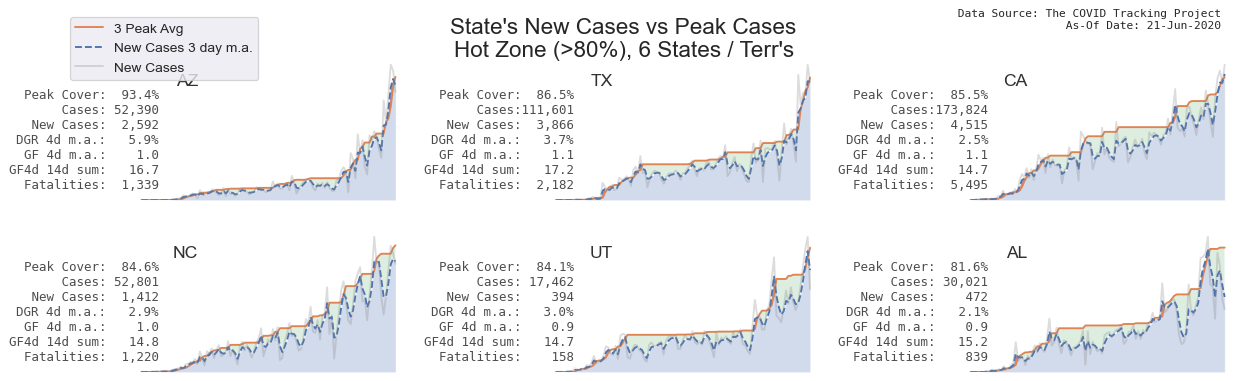 3 Peak Avg
New Cases 3 day m.a.
New Cases
State's New Cases vs Peak Cases
Hot Zone (>80%), 6 States / Terr's
Data Source: The COVID Tracking Project
As-Of Date: 21-Jun-2020
AZ
Peak Cover: 93.4%
Cases: 52,390
New Cases: 2,592
DGR 4d m.a.: 5.9%
GF 4d m.a.: 1.0
GF4d 14d sum: 16.7
Fatalities: 1,339
TX
Peak Cover: 86.5%
Cases:111,601
New Cases: 3,866
DGR 4d m.a.: 3.7%
GF 4d m.a.: 1.1
GF4d 14d sum: 17.2
Fatalities: 2,182
CA
Peak Cover: 85.5%
Cases:173,824
New Cases: 4,515
DGR 4d m.a.: 2.5%
GF 4d m.a.: 1.1
GF4d 14d sum: 14.7
Fatalities: 5,495
NC
Peak Cover: 84.6%
Cases: 52,801
New Cases: 1,412
DGR 4d m.a.: 2.9%
GF 4d m.a.: 1.0
GF4d 14d sum: 14.8
Fatalities: 1,220
UT
Peak Cover: 84.1%
Cases: 17,462
New Cases: 394
DGR 4d m.a.: 3.0%
GF 4d m.a.: 0.9
GF4d 14d sum: 14.7
Fatalities: 158
AL
Peak Cover: 81.6%
Cases: 30,021
New Cases: 472
DGR 4d m.a.: 2.1%
GF 4d m.a.: 0.9
GF4d 14d sum: 15.2
Fatalities: 839